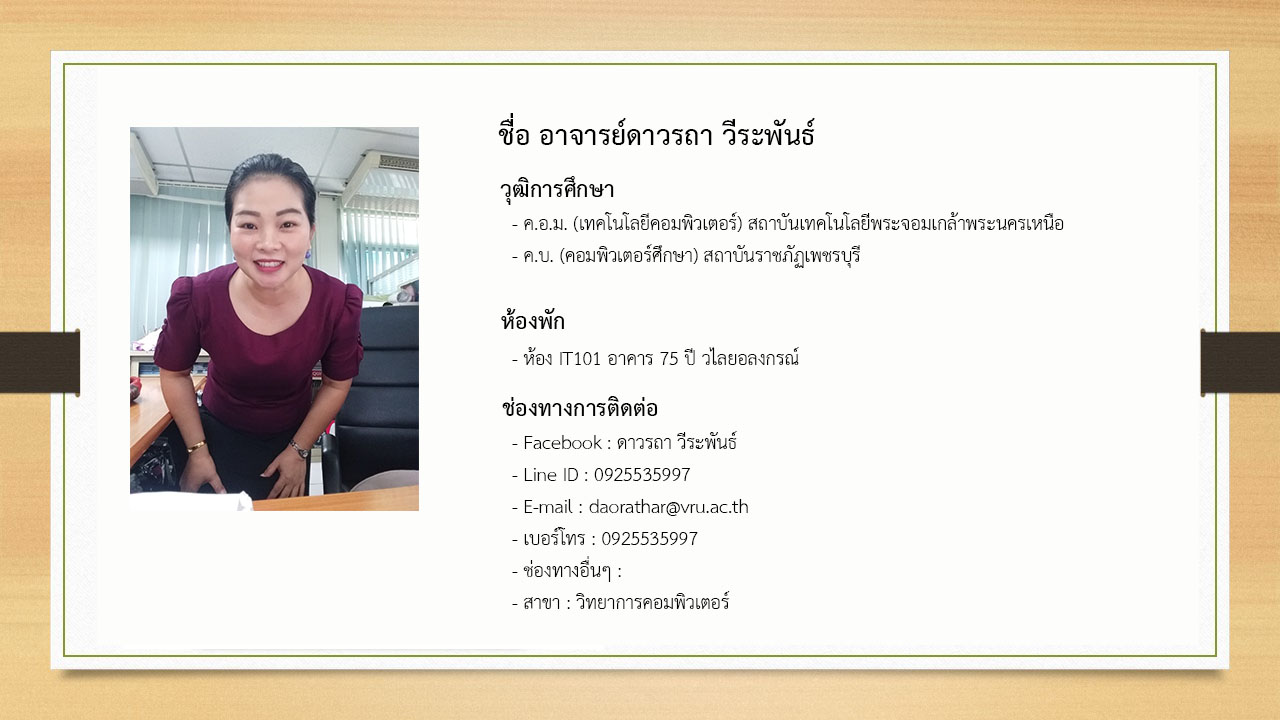 ชื่อ อาจารย์ดาวรถา วีระพันธ์
วุฒิการศึกษา
- ค.อ.ม. (เทคโนโลยีคอมพิวเตอร์) สถาบันเทคโนโลยีพระจอมเกล้าพระนครเหนือ
- ค.บ. (คอมพิวเตอร์ศึกษา) สถาบันราชภัฏเพชรบุรี
ห้องพัก
- ห้อง IT101 อาคาร 75 ปี วไลยอลงกรณ์
ช่องทางการติดต่อ
- Facebook : ดาวรถา วีระพันธ์
- Line ID : 0925535997
- E-mail : daorathar@vru.ac.th
- เบอร์โทร : 0925535997
- ช่องทางอื่นๆ :
- สาขา : วิทยาการคอมพิวเตอร์